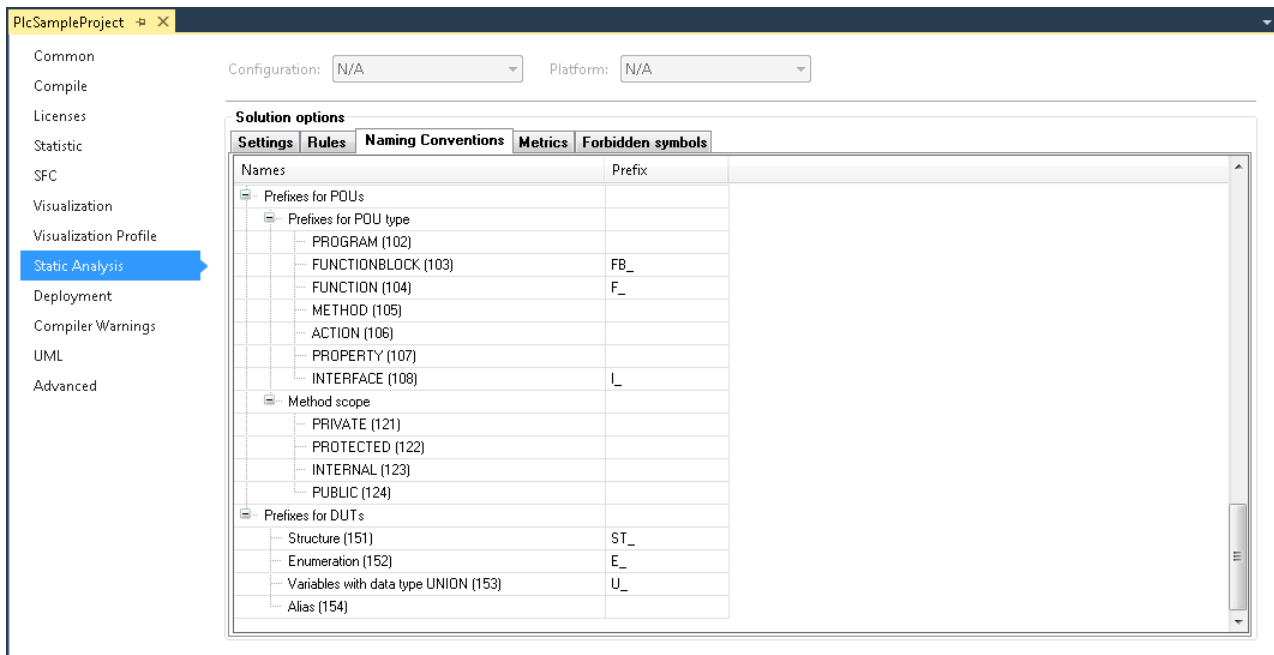 PlcSampleProject
Common
Compile
Licenses
Statistic
SFC
Visualization
Visualization Profile
Static Analysis
Deployment
Compiler Warnings
UML
Advanced
Configuration: N/A Platform: N/A
Solution options
Settings Rules Naming Conventions Metrics Forbidden symbols
Names Prefix
Prefixes for POUs
Prefixes for POU type
PROGRAM (102)
FUNCTIONBLOCK (103) FB_
FUNCTION (104) F_
METHOD (105)
ACTION (106)
PROPERTY (107)
INTERFACE (108) I_
Method scope
PRIVATE (121)
PROTECTED (122)
INTERNAL (123)
PUBLIC (124)
Prefixes for DUTs
Structure (151) ST_
Enumeration (152) E_
Variables with data type UNION (153) U_
Alias (154)